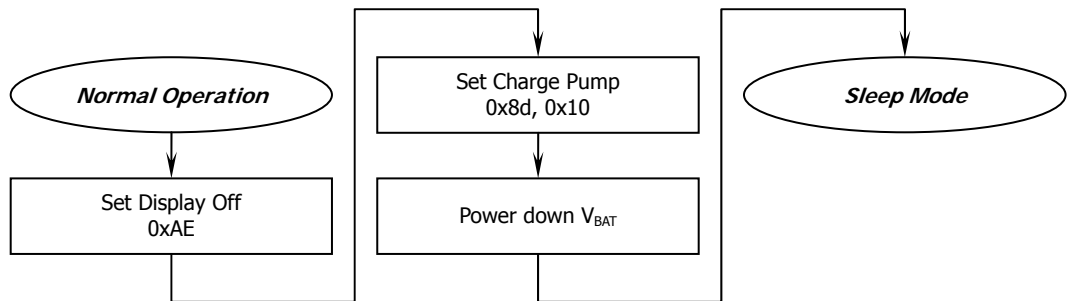 Normal Operation
Set Display Off
0xAE
Set Charge Pump
0x8d, 0x10
Power down VBAT
Sleep Mode